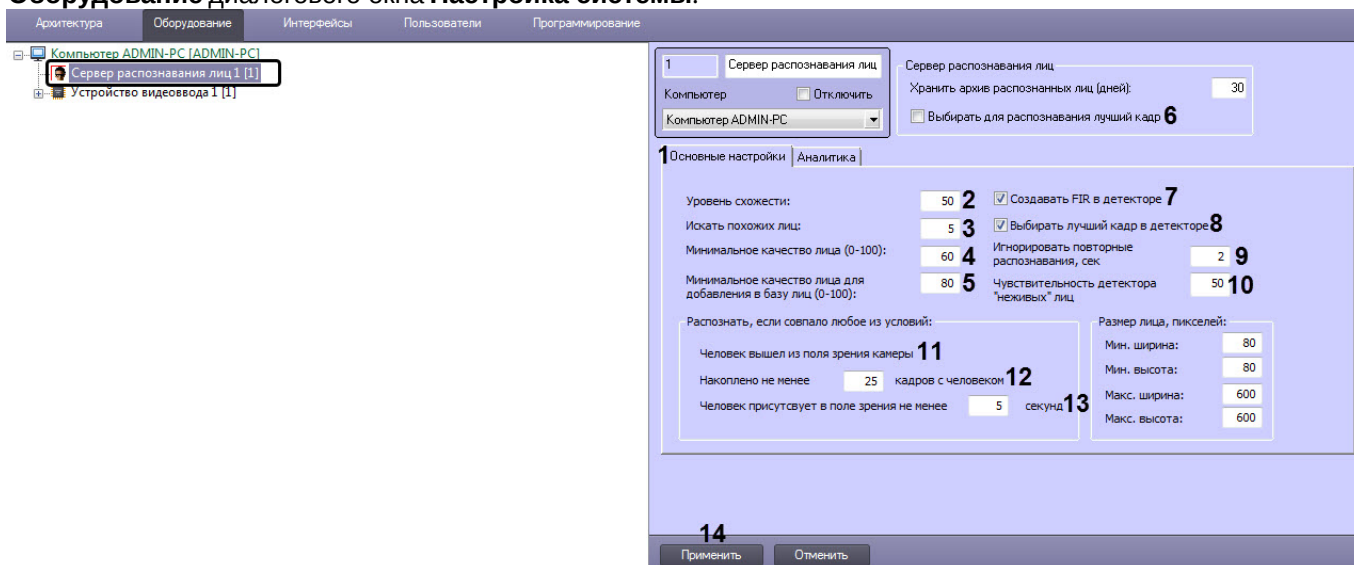 Оборудование диалогового окна Настройка системы.
Архитектура Оборудование Интерфейсы Пользователи Программирование
Компьютер ADMIN-PC [ADMIN-PC]
Сервер распознавания лиц 1 [1]
Устройство видеоввода 1 [1]
1 Сервер распознавания лиц
Компьютер Отключить
Компьютер ADMIN-PC
Сервер распознавания лиц
Хранить архив распознанных лиц (дней): 30
Выбирать для распознавания лучший кадр 6
1 Основные настройки Аналитика
Уровень схожести: 50 2
Искать похожих лиц: 5 3
Минимальное качество лица (0-100): 60 4
Минимальное качество лица для
добавления в базу лиц (0-100): 80 5
Создавать FIR в детекторе 7
Выбирать лучший кадр в детекторе 8
Игнорировать повторные
распознавания, сек 2 9
Чувствительность детектора
"неживых" лиц 50 10
Распознать, если совпало любое из условий:
Человек вышел из поля зрения камеры 11
Накоплено не менее 25 кадров с человеком 12
Человек присутсвует в поле зрения не менее 5 секунд 13
Размер лица, пикселей:
Мин. ширина: 80
Мин. высота: 80
Макс. ширина: 600
Макс. высота: 600
14
Применить Отменить